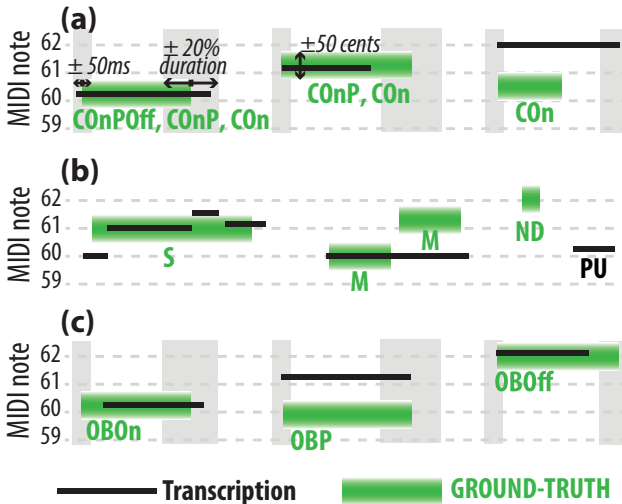 (a)
MIDI note
62
61
60
59
± 50ms
± 20%
duration
±50 cents
COnPOff, COnP, COn
COnP, COn
COn
(b)
MIDI note
62
61
60
59
S
M
M
ND
PU
(c)
MIDI note
62
61
60
59
OBOn
OBP
OBOff
Transcription
GROUND-TRUTH